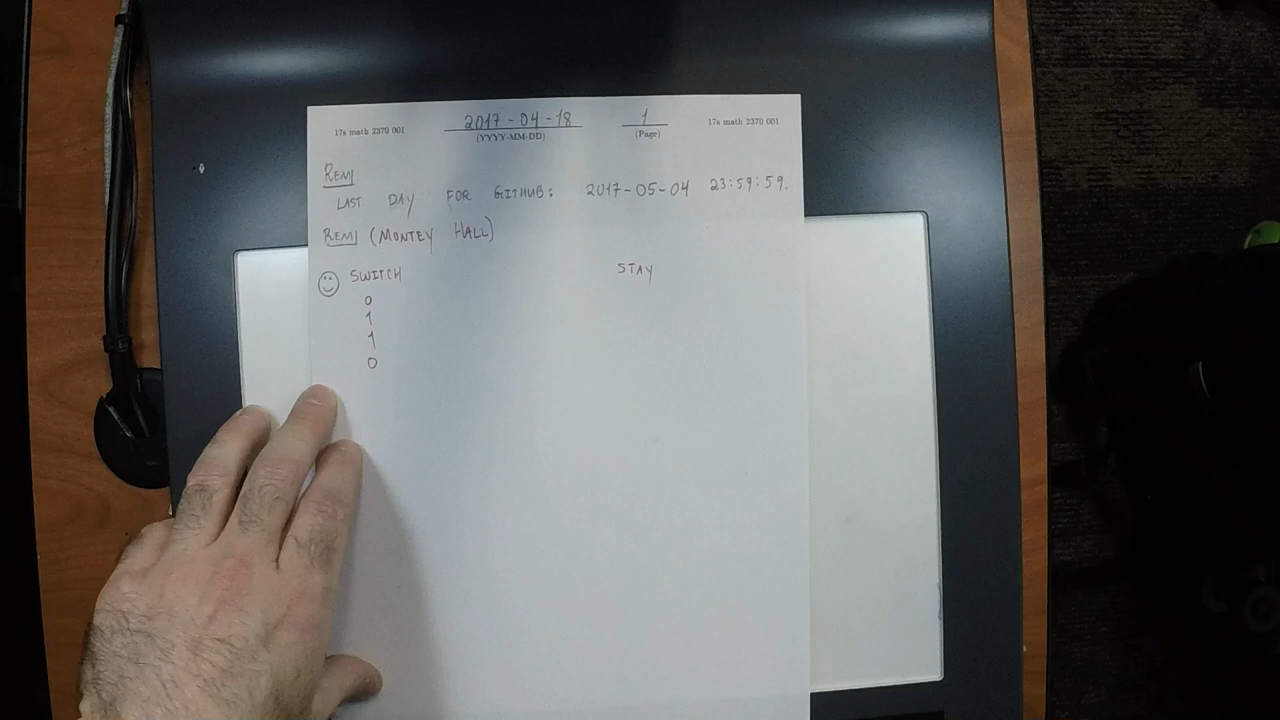 17s math 2370 001 2017-04-18 1 17s math 2370 001
(YYYY-MM-DD) (Page)
REM
LAST DAY FOR GITHUB: 2017-05-04 23:59:59.
REM (MONTEY HALL)
SWITCH STAY
0
1
1
0